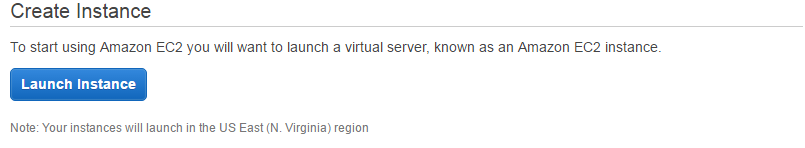 Create Instance
To start using Amazon EC2 you will want to launch a virtual server, known as an Amazon EC2 instance.
Launch Instance
Note: Your instances will launch in the US East (N. Virginia) region